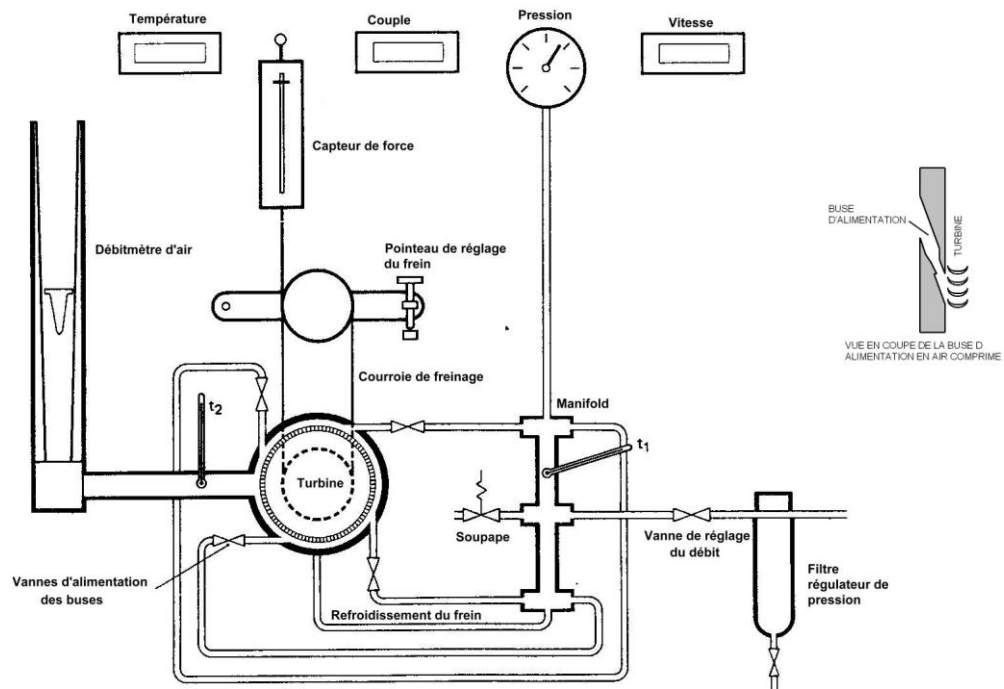 Température
Couple
Pression
Vitesse
Capteur de force
Débitmètre d'air
Pointeau de réglage
du frein
BUSE
D'ALIMENTATION
TURBINE
VUE EN COUPE DE LA BUSE D
ALIMENTATION EN AIR COMPRIME
Courroie de freinage
t2
Manifold
t1
Turbine
Soupape
Vanne de réglage
du débit
Filtre
régulateur de
pression
Vannes d'alimentation
des buses
Refroidissement du frein